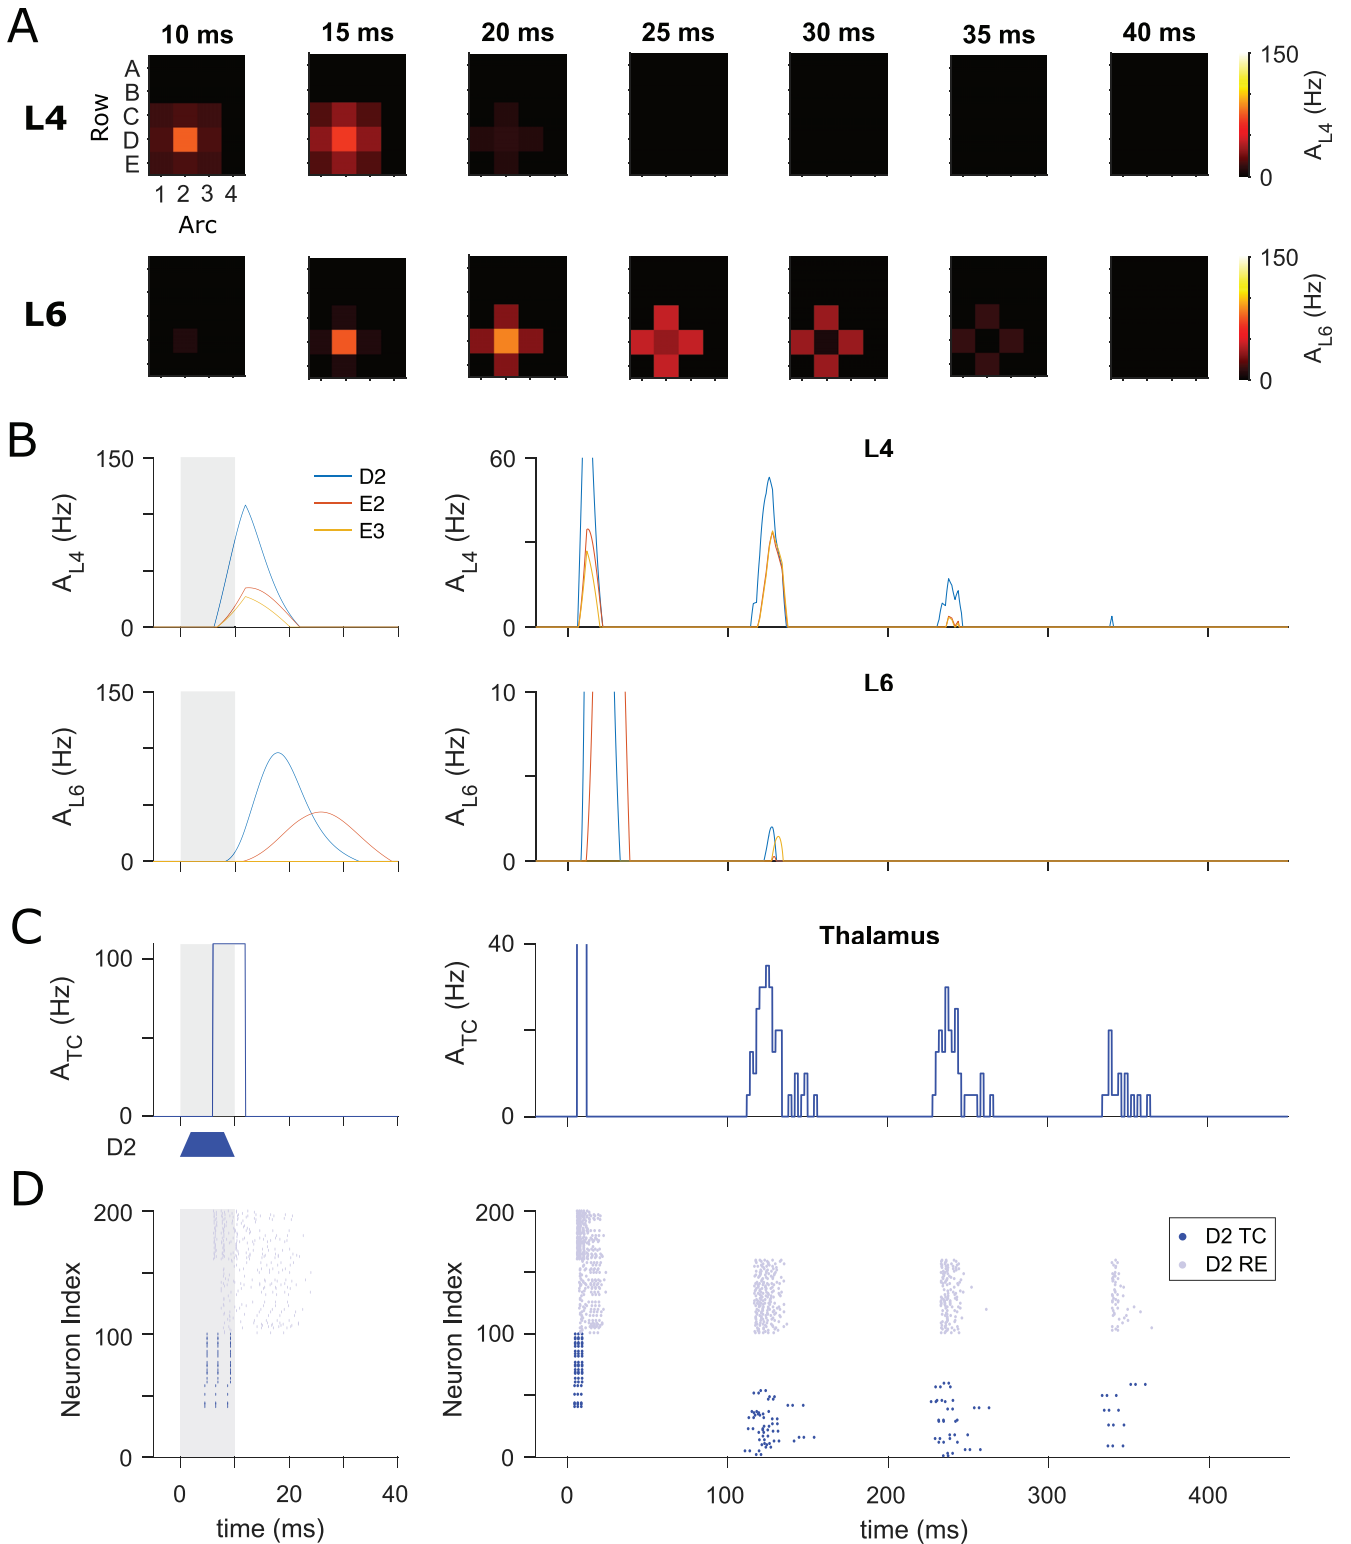 A
10 ms 15 ms 20 ms 25 ms 30 ms 35 ms 40 ms
L4
Row
A
B
C
D
E
1 2 3 4
Arc
150
0
A_L4 (Hz)
L6
150
0
A_L6 (Hz)
B
150
0
A_L4 (Hz)
D2
E2
E3
L4
60
0
A_L4 (Hz)
150
0
A_L6 (Hz)
L6
10
0
A_L6 (Hz)
C
100
0
A_TC (Hz)
D2
Thalamus
40
0
A_TC (Hz)
D
200
100
0
Neuron Index
0 20 40
time (ms)
200
100
0
Neuron Index
D2 TC
D2 RE
0 100 200 300 400
time (ms)